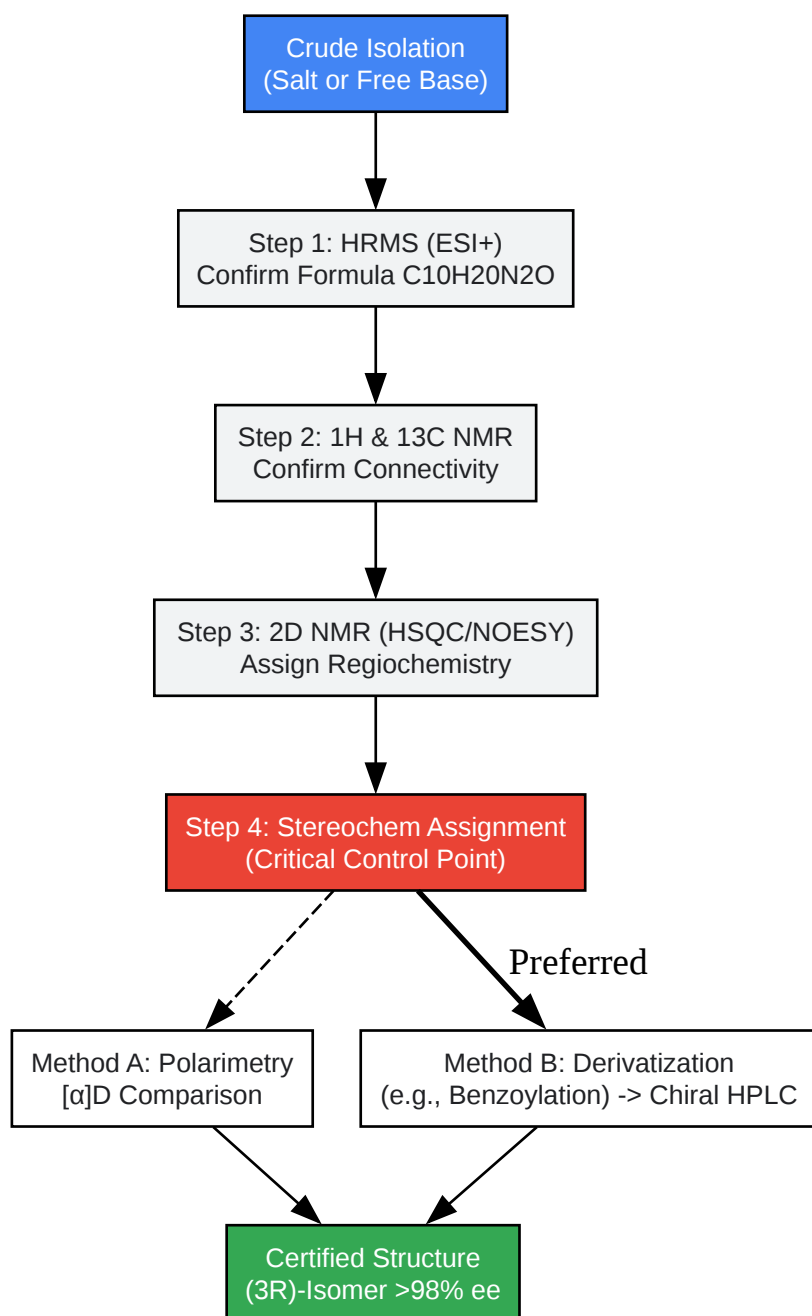 Crude Isolation
(Salt or Free Base)
Step 1: HRMS (ESI+)
Confirm Formula C10H20N2O
Step 2: 1H & 13C NMR
Confirm Connectivity
Step 3: 2D NMR (HSQC/NOESY)
Assign Regiochemistry
Step 4: Stereochem Assignment
(Critical Control Point)
Preferred
Method A: Polarimetry
[α]D Comparison
Method B: Derivatization
(e.g., Benzoylation) -> Chiral HPLC
Certified Structure
(3R)-Isomer >98% ee